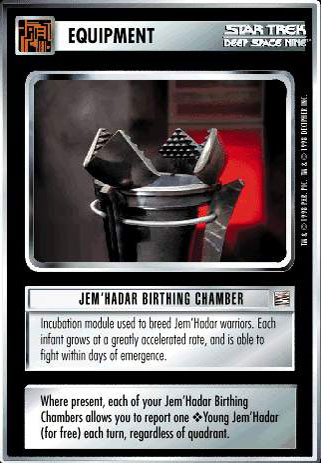 EQUIPMENT
STAR TREK
DEEP SPACE NINE
TM & © 1998 PAR. PIC. TM & © 1998 DECIPHER INC.
JEM'HADAR BIRTHING CHAMBER
Incubation module used to breed Jem'Hadar warriors. Each
infant grows at a greatly accelerated rate, and is able to
fight within days of emergence.
Where present, each of your Jem'Hadar Birthing
Chambers allows you to report one ❖Young Jem'Hadar
(for free) each turn, regardless of quadrant.